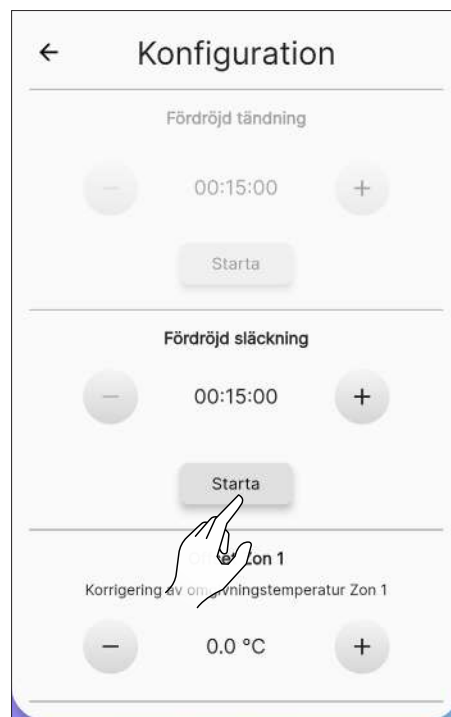 Konfiguration
Fördröjd tändning
00:15:00
Starta
Fördröjd släckning
00:15:00
Starta
Zon 1
Korrigering av omgivningstemperatur Zon 1
0.0 °C